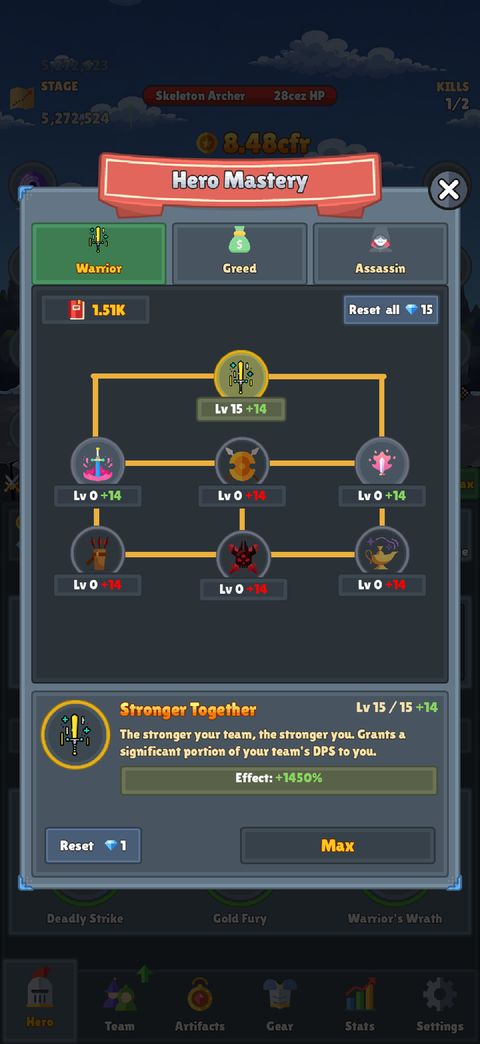 5,272,523
STAGE
Skeleton Archer 28cez HP
KILLS
1/2
5,272,524
8.48cfr
Hero Mastery
Warrior
Greed
Assassin
1.51K
Reset all 15
Lv 15 +14
Lv 0 +14
Lv 0 +14
Lv 0 +14
Lv 0 +14
Lv 0 +14
Lv 0 +14
Stronger Together
Lv 15 / 15 +14
The stronger your team, the stronger you. Grants a
significant portion of your team's DPS to you.
Effect: +1450%
Reset 1
Max
Deadly Strike
Gold Fury
Warrior's Wrath
Hero
Team
Artifacts
Gear
Stats
Settings